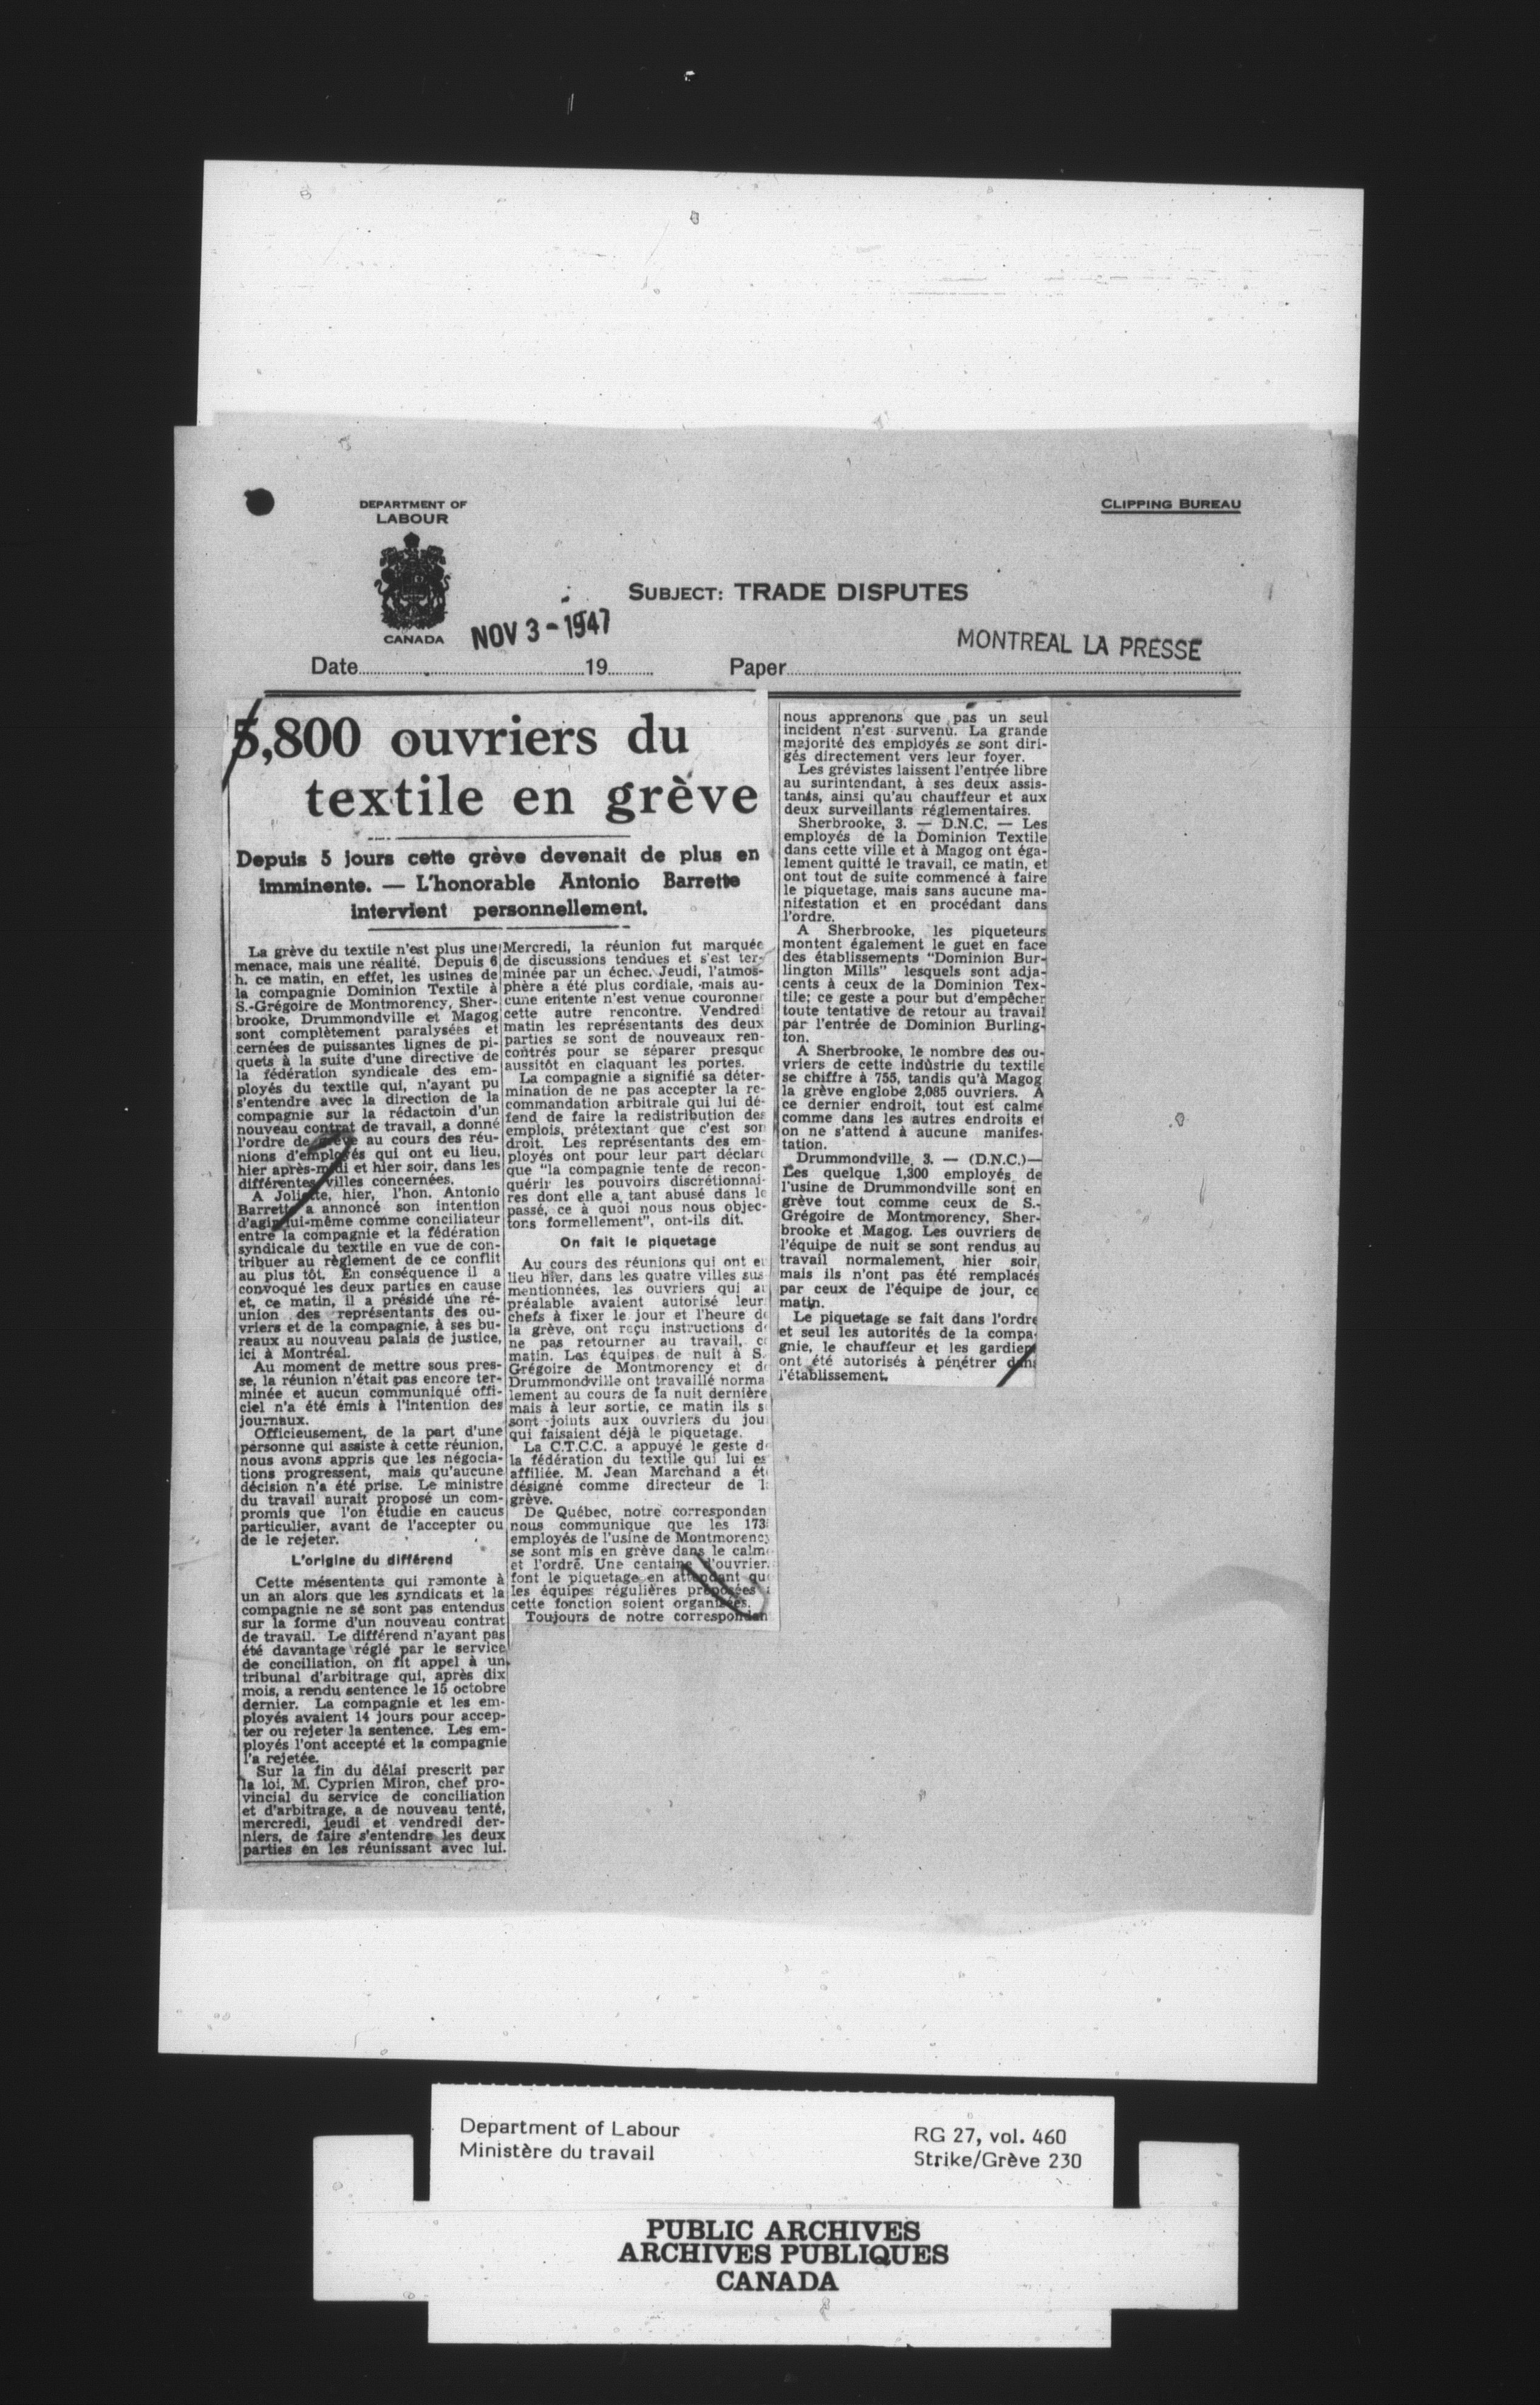 DEPARTMENT OF
LABOUR
CANADA
CLIPPING BUREAU
SUBJECT: TRADE DISPUTES
NOV 3 - 1947
MONTREAL LA PRESSE
Date 19 Paper
5,800 ouvriers du
textile en grève
Depuis 5 jours cette grève devenait de plus en
imminente. — L'honorable Antonio Barrette
intervient personnellement.
La grève du textile n'est plus une
menace, mais une réalité. Depuis 6
h. ce matin, en effet, les usines de
la compagnie Dominion Textile à
S.-Grégoire de Montmorency, Sher-
brooke, Drummondville et Magog
sont complètement paralysées et
cernées de puissantes lignes de pi-
quets à la suite d'une directive de
la fédération syndicale des em-
ployés du textile qui, n'ayant pu
s'entendre avec la direction de la
compagnie sur la rédactoin d'un
nouveau contrat de travail, a donné
l'ordre de grève au cours des réu-
nions d'employés qui ont eu lieu,
hier après-midi et hier soir, dans les
différentes villes concernées.
A Joliette, hier, l'hon. Antonio
Barrette a annoncé son intention
d'agir lui-même comme conciliateur
entre la compagnie et la fédération
syndicale du textile en vue de con-
tribuer au règlement de ce conflit
au plus tôt. En conséquence il a
convoqué les deux parties en cause
et, ce matin, il a présidé une ré-
union des représentants des ou-
vriers et de la compagnie, à ses bu-
reaux au nouveau palais de justice,
ici à Montréal.
Au moment de mettre sous pres-
se, la réunion n'était pas encore ter-
minée et aucun communiqué offi-
ciel n'a été émis à l'intention des
journaux.
Officieusement, de la part d'une
personne qui assiste à cette réunion,
nous avons appris que les négocia-
tions progressent, mais qu'aucune
décision n'a été prise. Le ministre
du travail aurait proposé un com-
promis que l'on étudie en caucus
particulier, avant de l'accepter ou
de le rejeter.
L'origine du différend
Cette mésentente qui remonte à
un an alors que les syndicats et la
compagnie ne se sont pas entendus
sur la forme d'un nouveau contrat
de travail. Le différend n'ayant pas
été davantage réglé par le service
de conciliation, on fit appel à un
tribunal d'arbitrage qui, après dix
mois, a rendu sentence le 15 octobre
dernier. La compagnie et les em-
ployés avaient 14 jours pour accep-
ter ou rejeter la sentence. Les em-
ployés l'ont accepté et la compagnie
l'a rejetée.
Sur la fin du délai prescrit par
la loi, M. Cyprien Miron, chef pro-
vincial du service de conciliation
et d'arbitrage, a de nouveau tenté,
mercredi, jeudi et vendredi der-
niers, de faire s'entendre les deux
parties en les réunissant avec lui.
Mercredi, la réunion fut marquée
de discussions tendues et s'est ter-
minée par un échec. Jeudi, l'atmos-
phère a été plus cordiale, mais au-
cune entente n'est venue couronner
cette autre rencontre. Vendredi
matin les représentants des deux
parties se sont de nouveaux ren-
contrés pour se séparer presque
aussitôt en claquant les portes.
La compagnie a signifié sa déter-
mination de ne pas accepter la re-
commandation arbitrale qui lui dé-
fend de faire la redistribution des
emplois, prétextant que c'est son
droit. Les représentants des em-
ployés ont pour leur part déclaré
que "la compagnie tente de recon-
quérir les pouvoirs discrétionnai-
res dont elle a tant abusé dans le
passé, ce à quoi nous nous objec-
tons formellement", ont-ils dit.
On fait le piquetage
Au cours des réunions qui ont eu
lieu hier, dans les quatre villes sus
mentionnées, les ouvriers qui au
préalable avaient autorisé leur
chefs à fixer le jour et l'heure de
la grève, ont reçu instructions de
ne pas retourner au travail, ce
matin. Les équipes de nuit à S.
Grégoire de Montmorency et de
Drummondville ont travaillé norma
lement au cours de la nuit dernière
mais à leur sortie, ce matin ils se
sont joints aux ouvriers du jour
qui faisaient déjà le piquetage.
La C.T.C.C. a appuyé le geste de
la fédération du textile qui lui est
affiliée. M. Jean Marchand a été
désigné comme directeur de la
grève.
De Québec, notre correspondan
nous communique que les 173
employés de l'usine de Montmorency
se sont mis en grève dans le calme
et l'ordre. Une centaine d'ouvrier
font le piquetage en attendant que
les équipes régulières préposées à
cette fonction soient organisées.
Toujours de notre correspondan
nous apprenons que pas un seul
incident n'est survenu. La grande
majorité des employés se sont diri-
gés directement vers leur foyer.
Les grévistes laissent l'entrée libre
au surintendant, à ses deux assis-
tants, ainsi qu'au chauffeur et aux
deux surveillants réglementaires.
Sherbrooke, 3. — D.N.C. — Les
employés de la Dominion Textile
dans cette ville et à Magog ont éga-
lement quitté le travail, ce matin, et
ont tout de suite commencé à faire
le piquetage, mais sans aucune ma-
nifestation et en procédant dans
l'ordre.
A Sherbrooke, les piqueteurs
montent également le guet en face
des établissements "Dominion Bur-
lington Mills" lesquels sont adja-
cents à ceux de la Dominion Tex-
tile; ce geste a pour but d'empêcher
toute tentative de retour au travail
par l'entrée de Dominion Burling-
ton.
A Sherbrooke, le nombre des ou-
vriers de cette indùstrie du textile
se chiffre à 755, tandis qu'à Magog
la grève englobe 2,085 ouvriers. A
ce dernier endroit, tout est calme
comme dans les autres endroits et
on ne s'attend à aucune manifes-
tation.
Drummondville, 3. — (D.N.C.)—
Les quelque 1,300 employés de
l'usine de Drummondville sont en
grève tout comme ceux de S.-
Grégoire de Montmorency, Sher-
brooke et Magog. Les ouvriers de
l'équipe de nuit se sont rendus au
travail normalement, hier soir,
mais ils n'ont pas été remplacés
par ceux de l'équipe de jour, ce
matin.
Le piquetage se fait dans l'ordre
et seul les autorités de la compa-
gnie, le chauffeur et les gardien
ont été autorisés à pénétrer dans
l'établissement.
Department of Labour
Ministère du travail
RG 27, vol. 460
Strike/Grève 230
PUBLIC ARCHIVES
ARCHIVES PUBLIQUES
CANADA